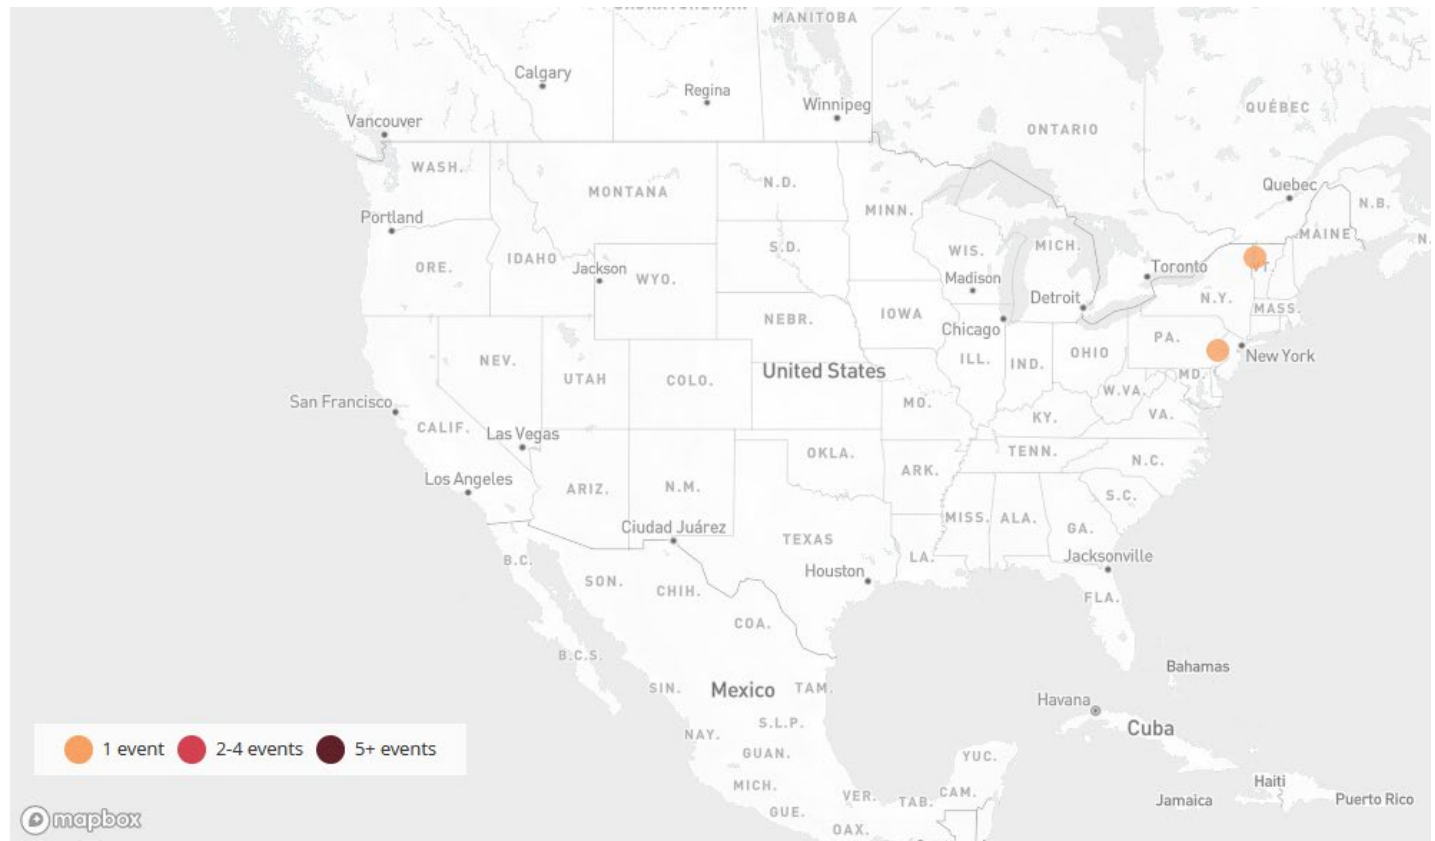 MANITOBA
Calgary
Regina
Winnipeg
QUÉBEC
Vancouver
ONTARIO
WASH.
MONTANA
N.D.
Quebec
MINN.
N.B.
Portland
MAINE
S.D.
WIS.
MICH.
IDAHO
ORE.
Jackson
WYO.
Madison
Toronto
VT.
Detroit
N.Y.
MASS.
NEBR.
IOWA
Chicago
PA.
NEV.
ILL.
IND.
OHIO
New York
UTAH
COLO.
United States
MD.
W.VA.
San Francisco
MO.
KY.
VA.
CALIF.
Las Vegas
OKLA.
TENN.
N.C.
Los Angeles
ARIZ.
N.M.
ARK.
S.C.
Ciudad Juárez
MISS.
ALA.
GA.
TEXAS
B.C.
LA.
Jacksonville
SON.
Houston
CHIH.
FLA.
COA.
B.C.S.
Bahamas
SIN.
Mexico
TAM.
Havana
Cuba
S.L.P.
NAY.
GUAN.
YUC.
1 event
2-4 events
5+ events
MICH.
VER.
TAB.
CAM.
Haiti
Jamaica
Puerto Rico
GUE.
OAX.
mapbox